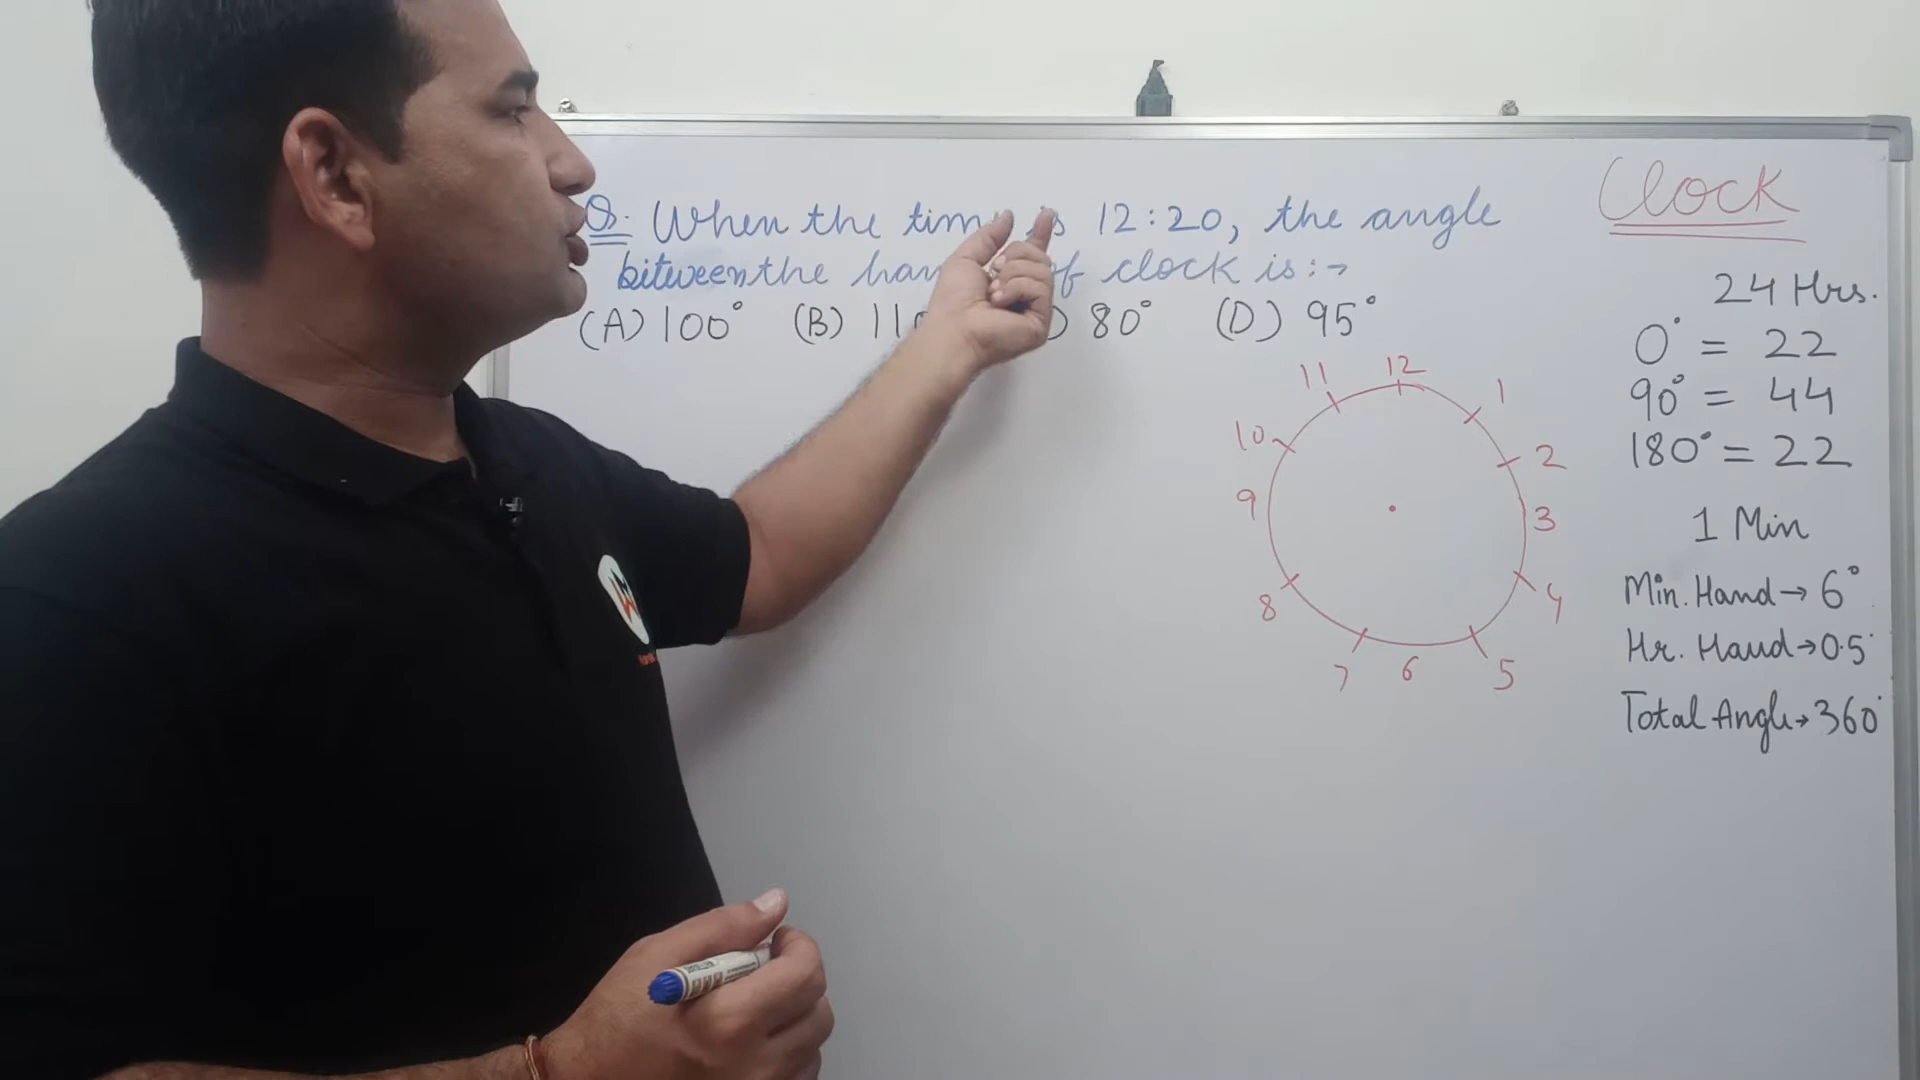 Q. When the time is 12:20, the angle
bitween the of clock is :→
(A) 100° (B) 80° (D) 95°
Clock
24 Hrs.
0° = 22
90° = 44
180° = 22
1 Min
Min. Hand → 6°
Hr. Hand → 0.5°
Total Angle → 360°
12
11
1
10
2
9
3
8
4
7
6
5